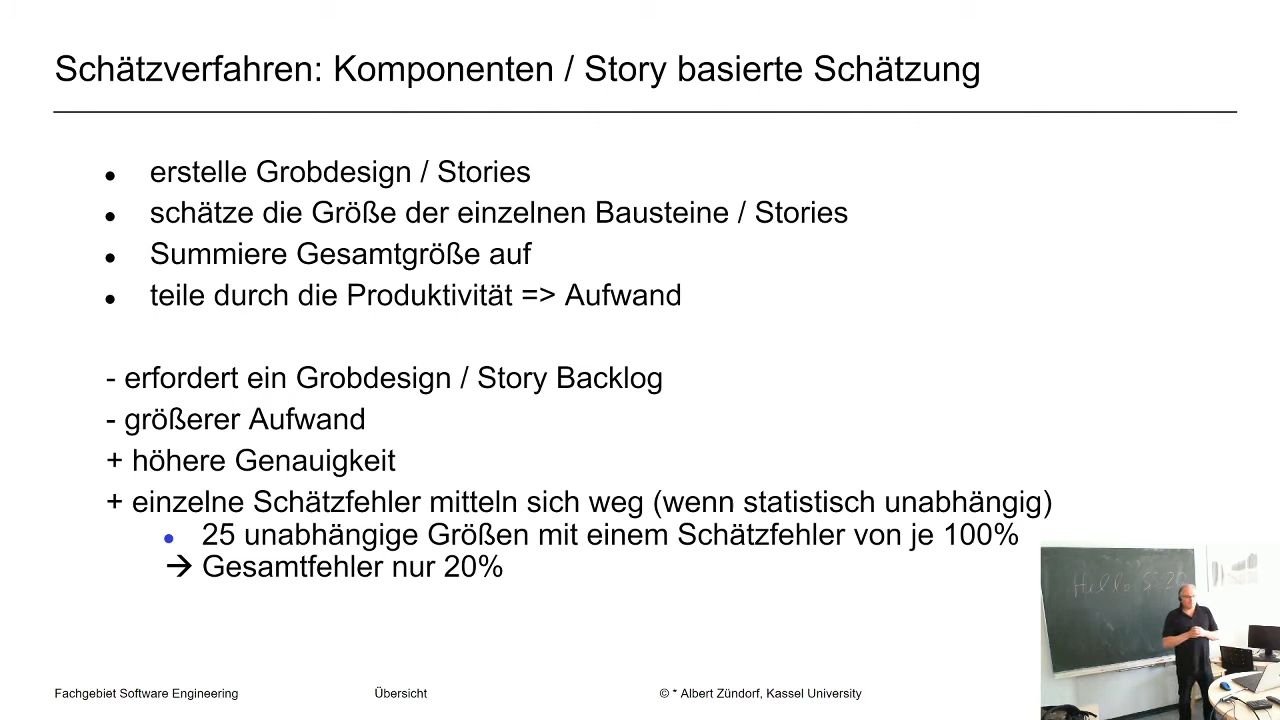 Schätzverfahren: Komponenten / Story basierte Schätzung
• erstelle Grobdesign / Stories
• schätze die Größe der einzelnen Bausteine / Stories
• Summiere Gesamtgröße auf
• teile durch die Produktivität => Aufwand
- erfordert ein Grobdesign / Story Backlog
- größerer Aufwand
+ höhere Genauigkeit
+ einzelne Schätzfehler mitteln sich weg (wenn statistisch unabhängig)
• 25 unabhängige Größen mit einem Schätzfehler von je 100%
→ Gesamtfehler nur 20%
Hello
Fachgebiet Software Engineering Übersicht © * Albert Zündorf, Kassel University